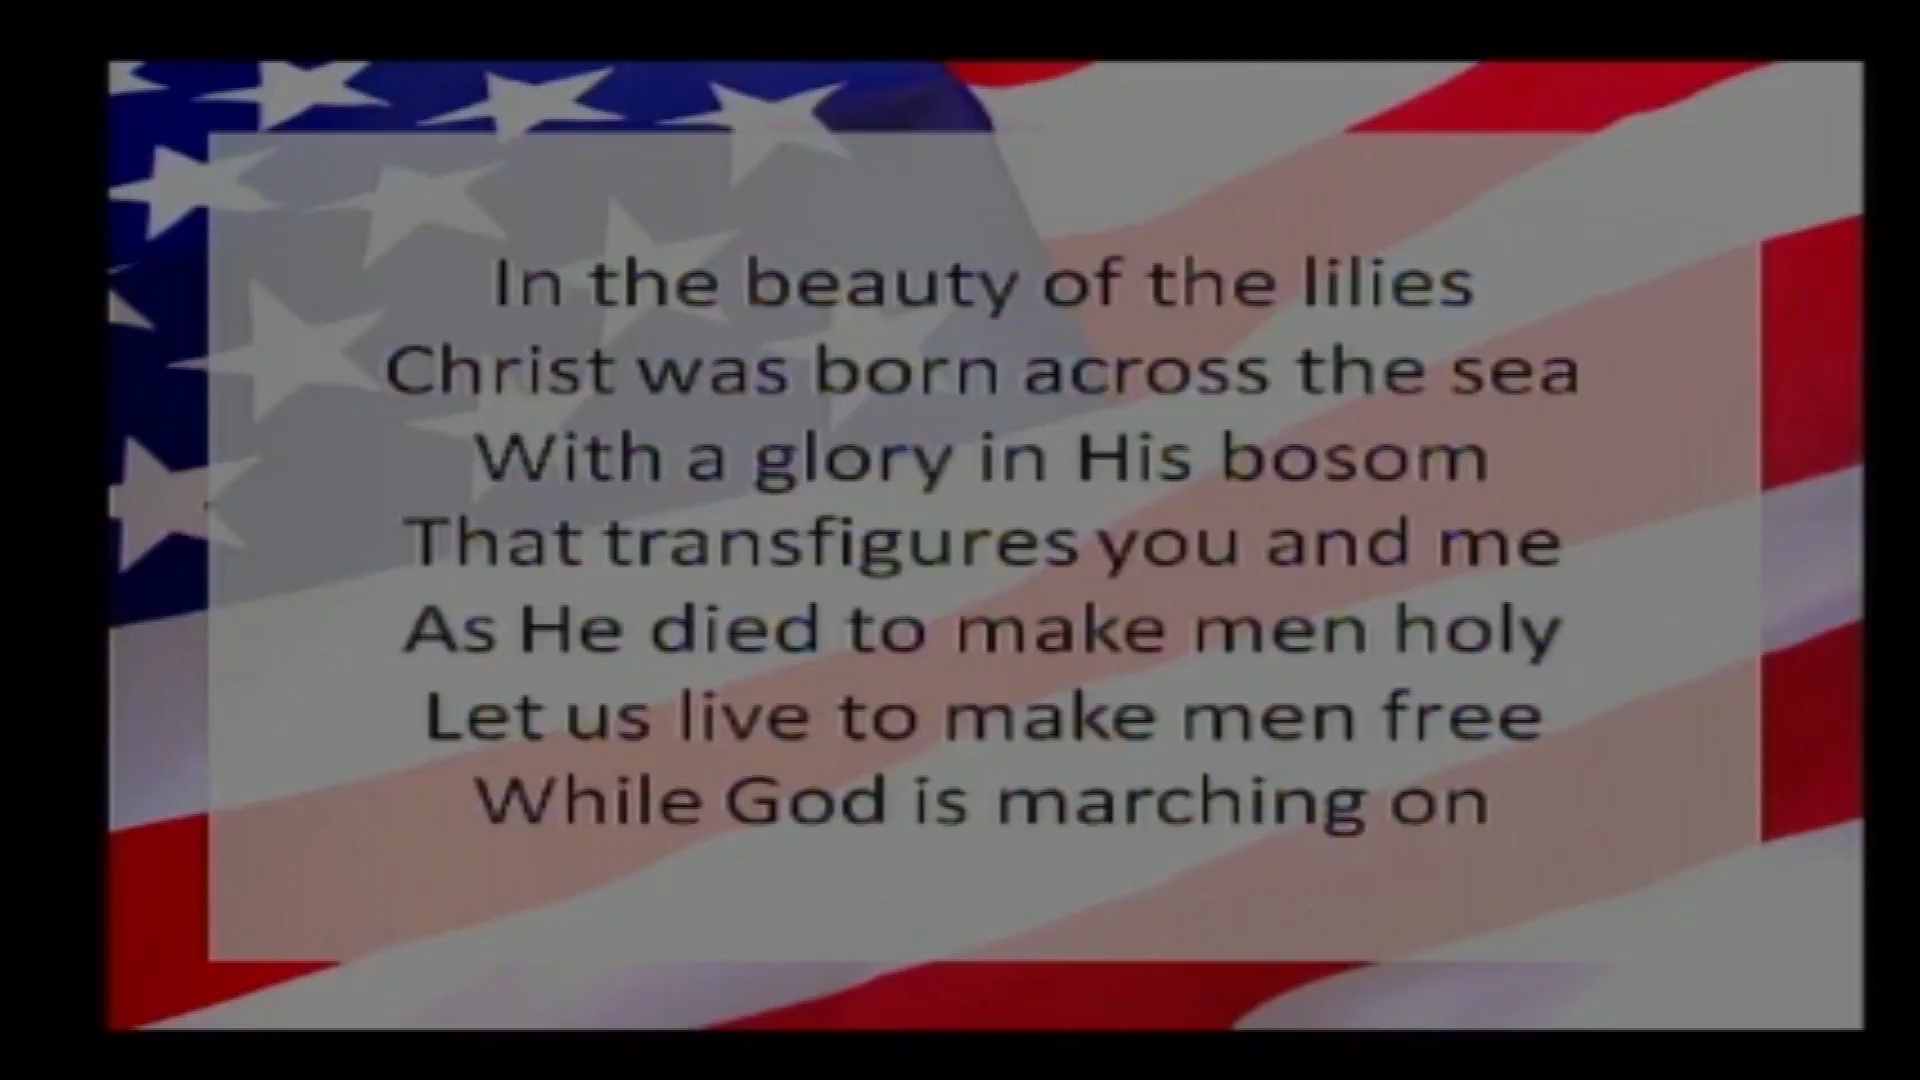 In the beauty of the lilies
Christ was born across the sea
With a glory in His bosom
That transfigures you and me
As He died to make men holy
Let us live to make men free
While God is marching on